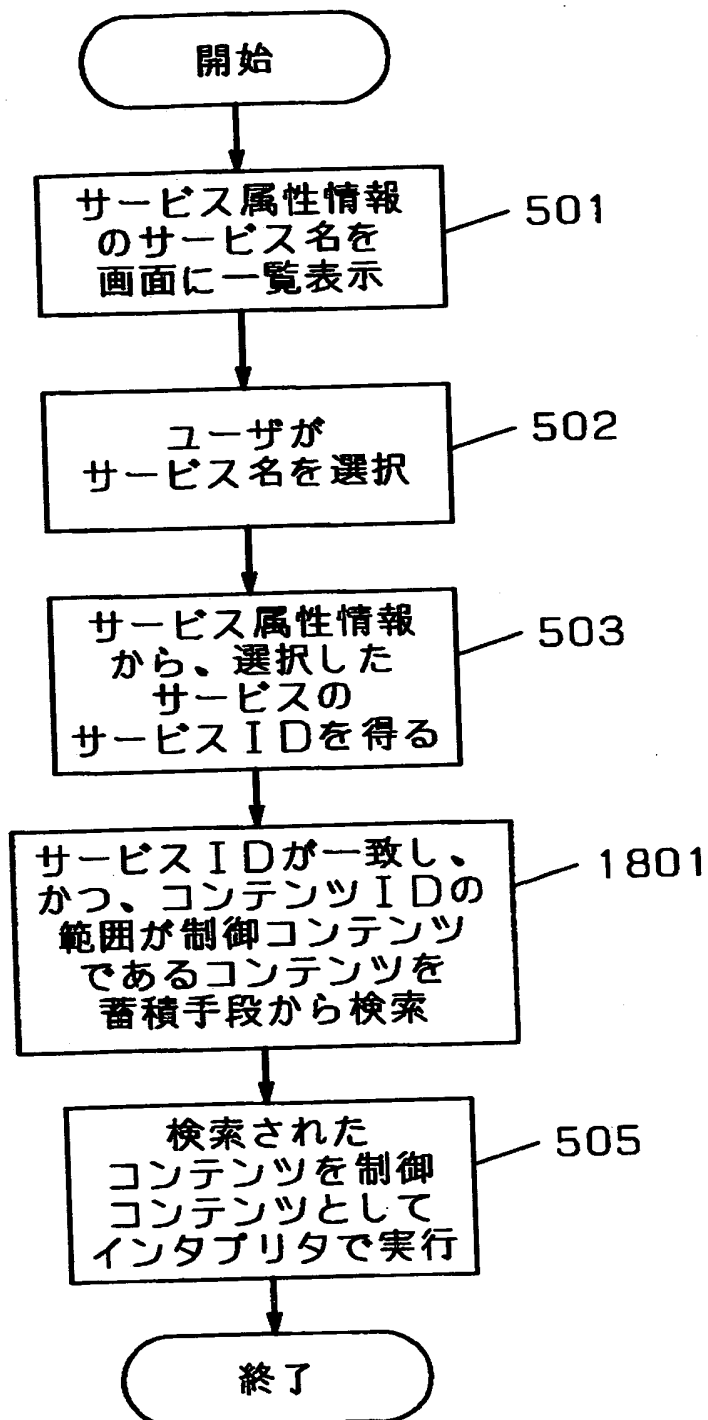 開始
サービス属性情報
のサービス名を
画面に一覧表示
501
ユーザが
サービス名を選択
502
サービス属性情報
から、選択した
サービスの
サービスIDを得る
503
サービスIDが一致し、
かつ、コンテンツIDの
範囲が制御コンテンツ
であるコンテンツを
蓄積手段から検索
1801
検索された
コンテンツを制御
コンテンツとして
インタプリタで実行
505
終了